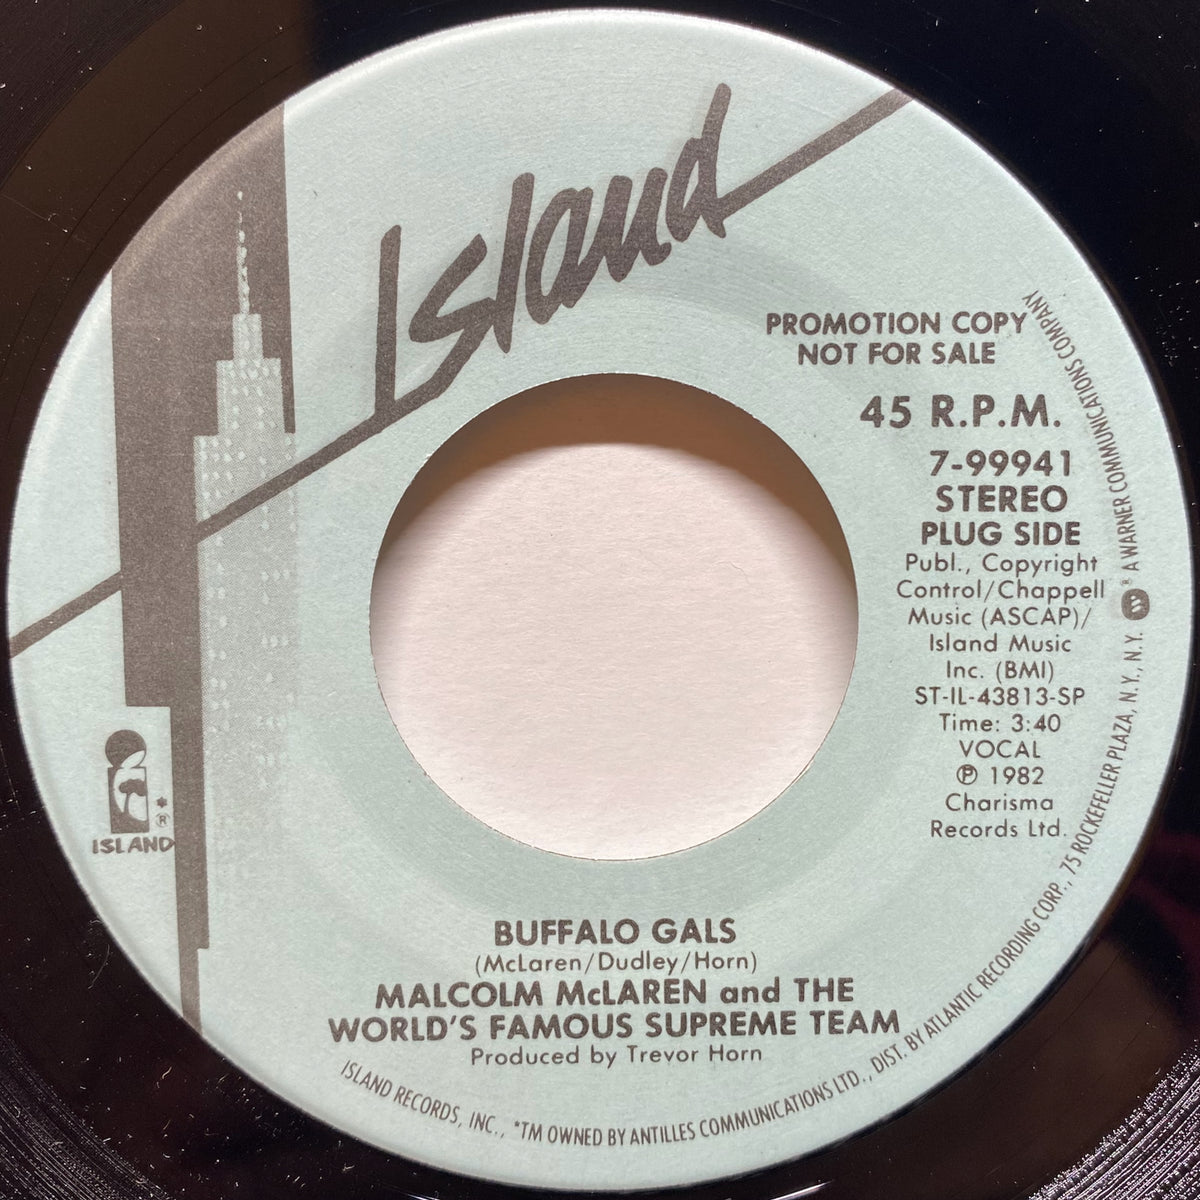 Island
PROMOTION COPY
NOT FOR SALE
45 R.P.M.
7-99941
STEREO
PLUG SIDE
Publ., Copyright
Control/Chappell
Music (ASCAP)/
Island Music
Inc. (BMI)
ST-IL-43813-SP
Time: 3:40
VOCAL
℗ 1982
Charisma
Records Ltd.
*®
ISLAND
BUFFALO GALS
(McLaren/Dudley/Horn)
MALCOLM McLAREN and THE
WORLD'S FAMOUS SUPREME TEAM
Produced by Trevor Horn
ISLAND RECORDS, INC., *TM OWNED BY ANTILLES COMMUNICATIONS LTD., DIST. BY ATLANTIC RECORDING CORP., 75 ROCKEFELLER PLAZA, N.Y., N.Y. ® A WARNER COMMUNICATIONS COMPANY